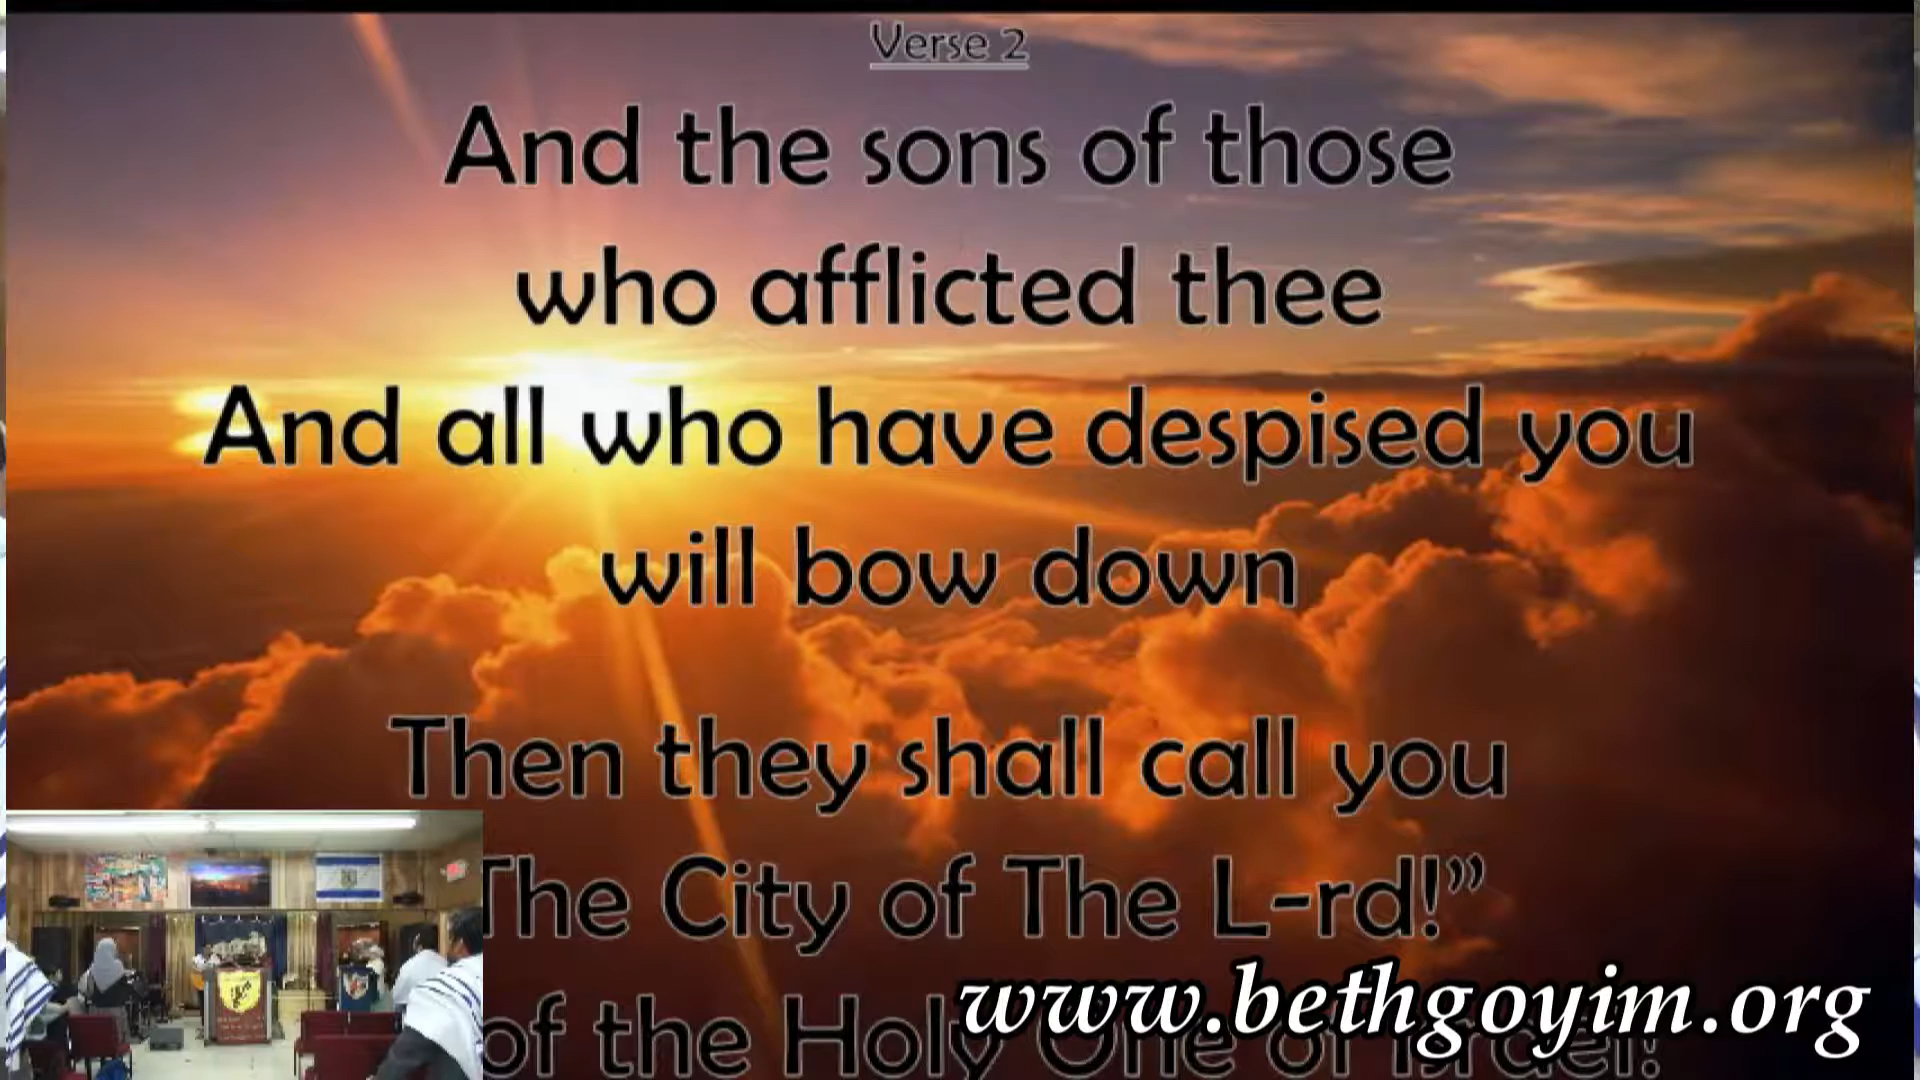 Verse 2
And the sons of those
who afflicted thee
And all who have despised you
will bow down
Then they shall call you
The City of The L-rd!”
of the Holy One of Israel!
www.bethgoyim.org